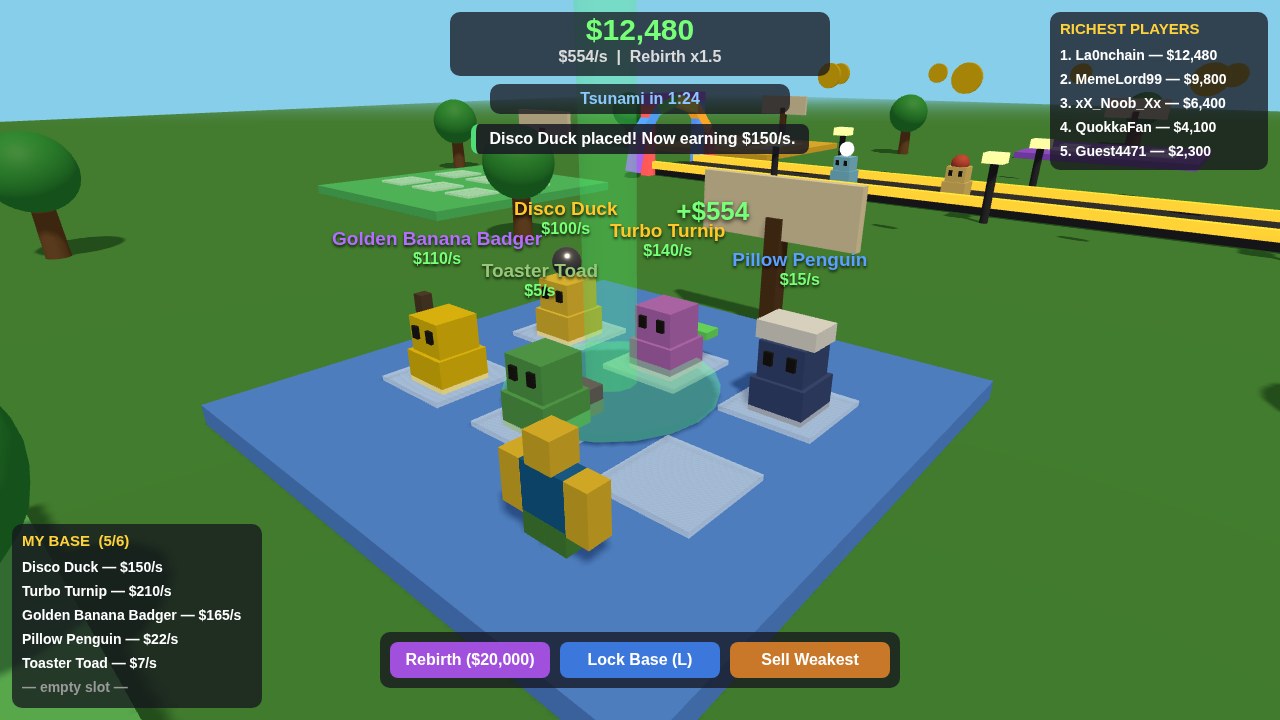 $12,480
$554/s | Rebirth x1.5
Tsunami in 1:24
Disco Duck placed! Now earning $150/s.
RICHEST PLAYERS
1. La0nchain — $12,480
2. MemeLord99 — $9,800
3. xX_Noob_Xx — $6,400
4. QuokkaFan — $4,100
5. Guest4471 — $2,300
Disco Duck
$100/s
+$554
Golden Banana Badger
$110/s
Turbo Turnip
$140/s
Toaster Toad
$5/s
Pillow Penguin
$15/s
MY BASE (5/6)
Disco Duck — $150/s
Turbo Turnip — $210/s
Golden Banana Badger — $165/s
Pillow Penguin — $22/s
Toaster Toad — $7/s
— empty slot —
Rebirth ($20,000)
Lock Base (L)
Sell Weakest